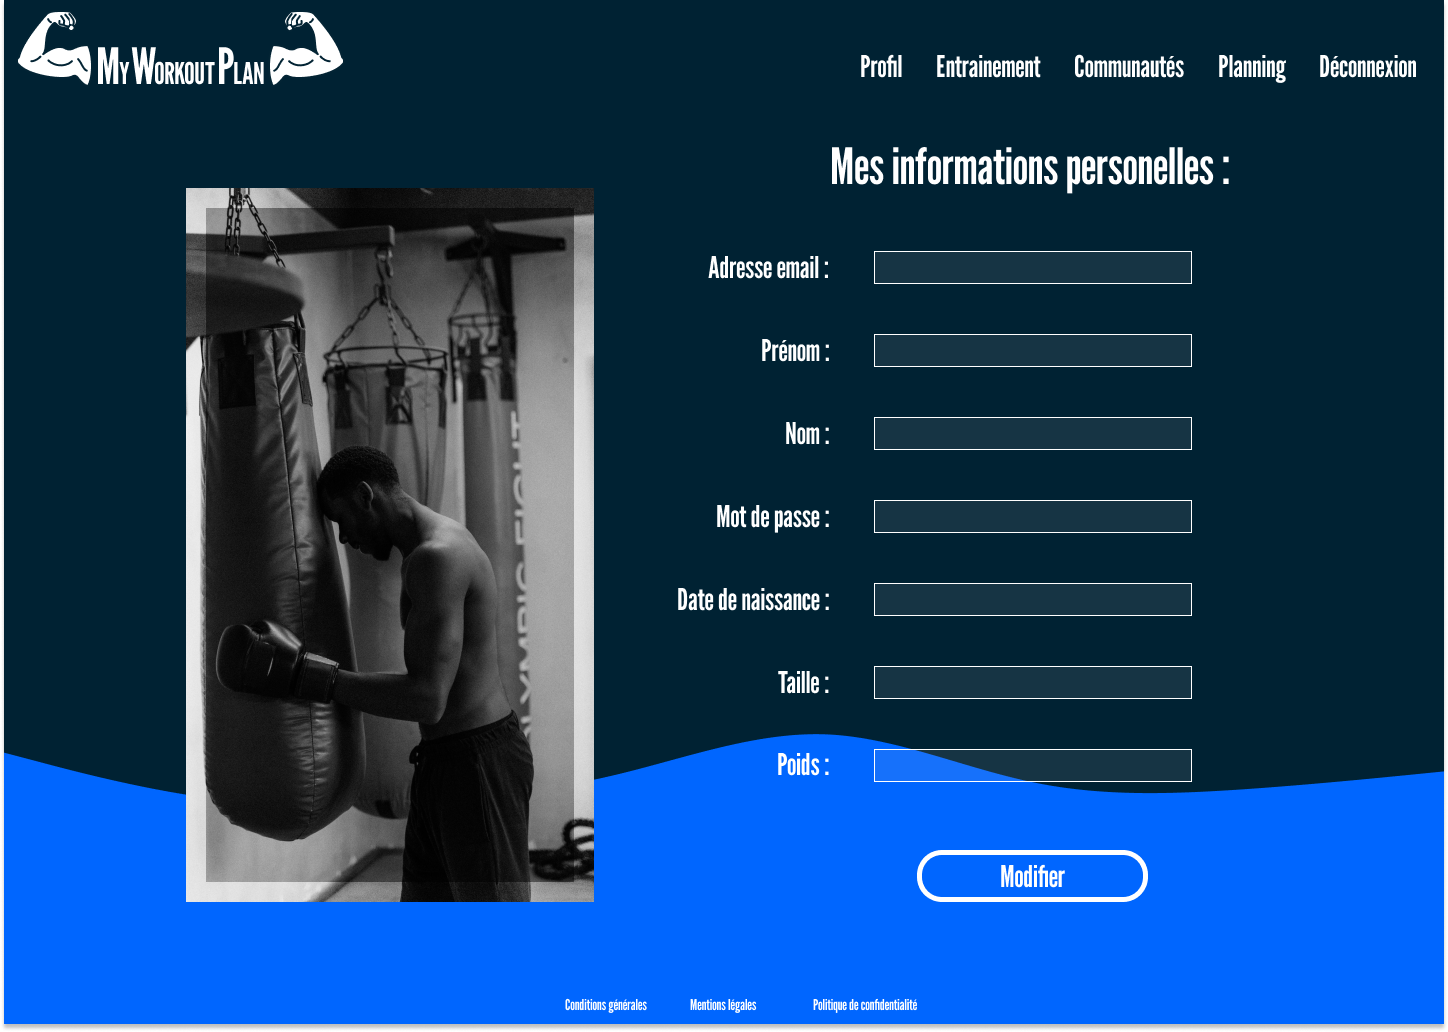 My Workout Plan
Profil Entrainement Communautés Planning Déconnexion
Mes informations personelles :
Adresse email :
Prénom :
Nom :
Mot de passe :
Date de naissance :
Taille :
Poids :
Modifier
OLYMPIC FIGHT
Conditions générales Mentions légales Politique de confidentialité